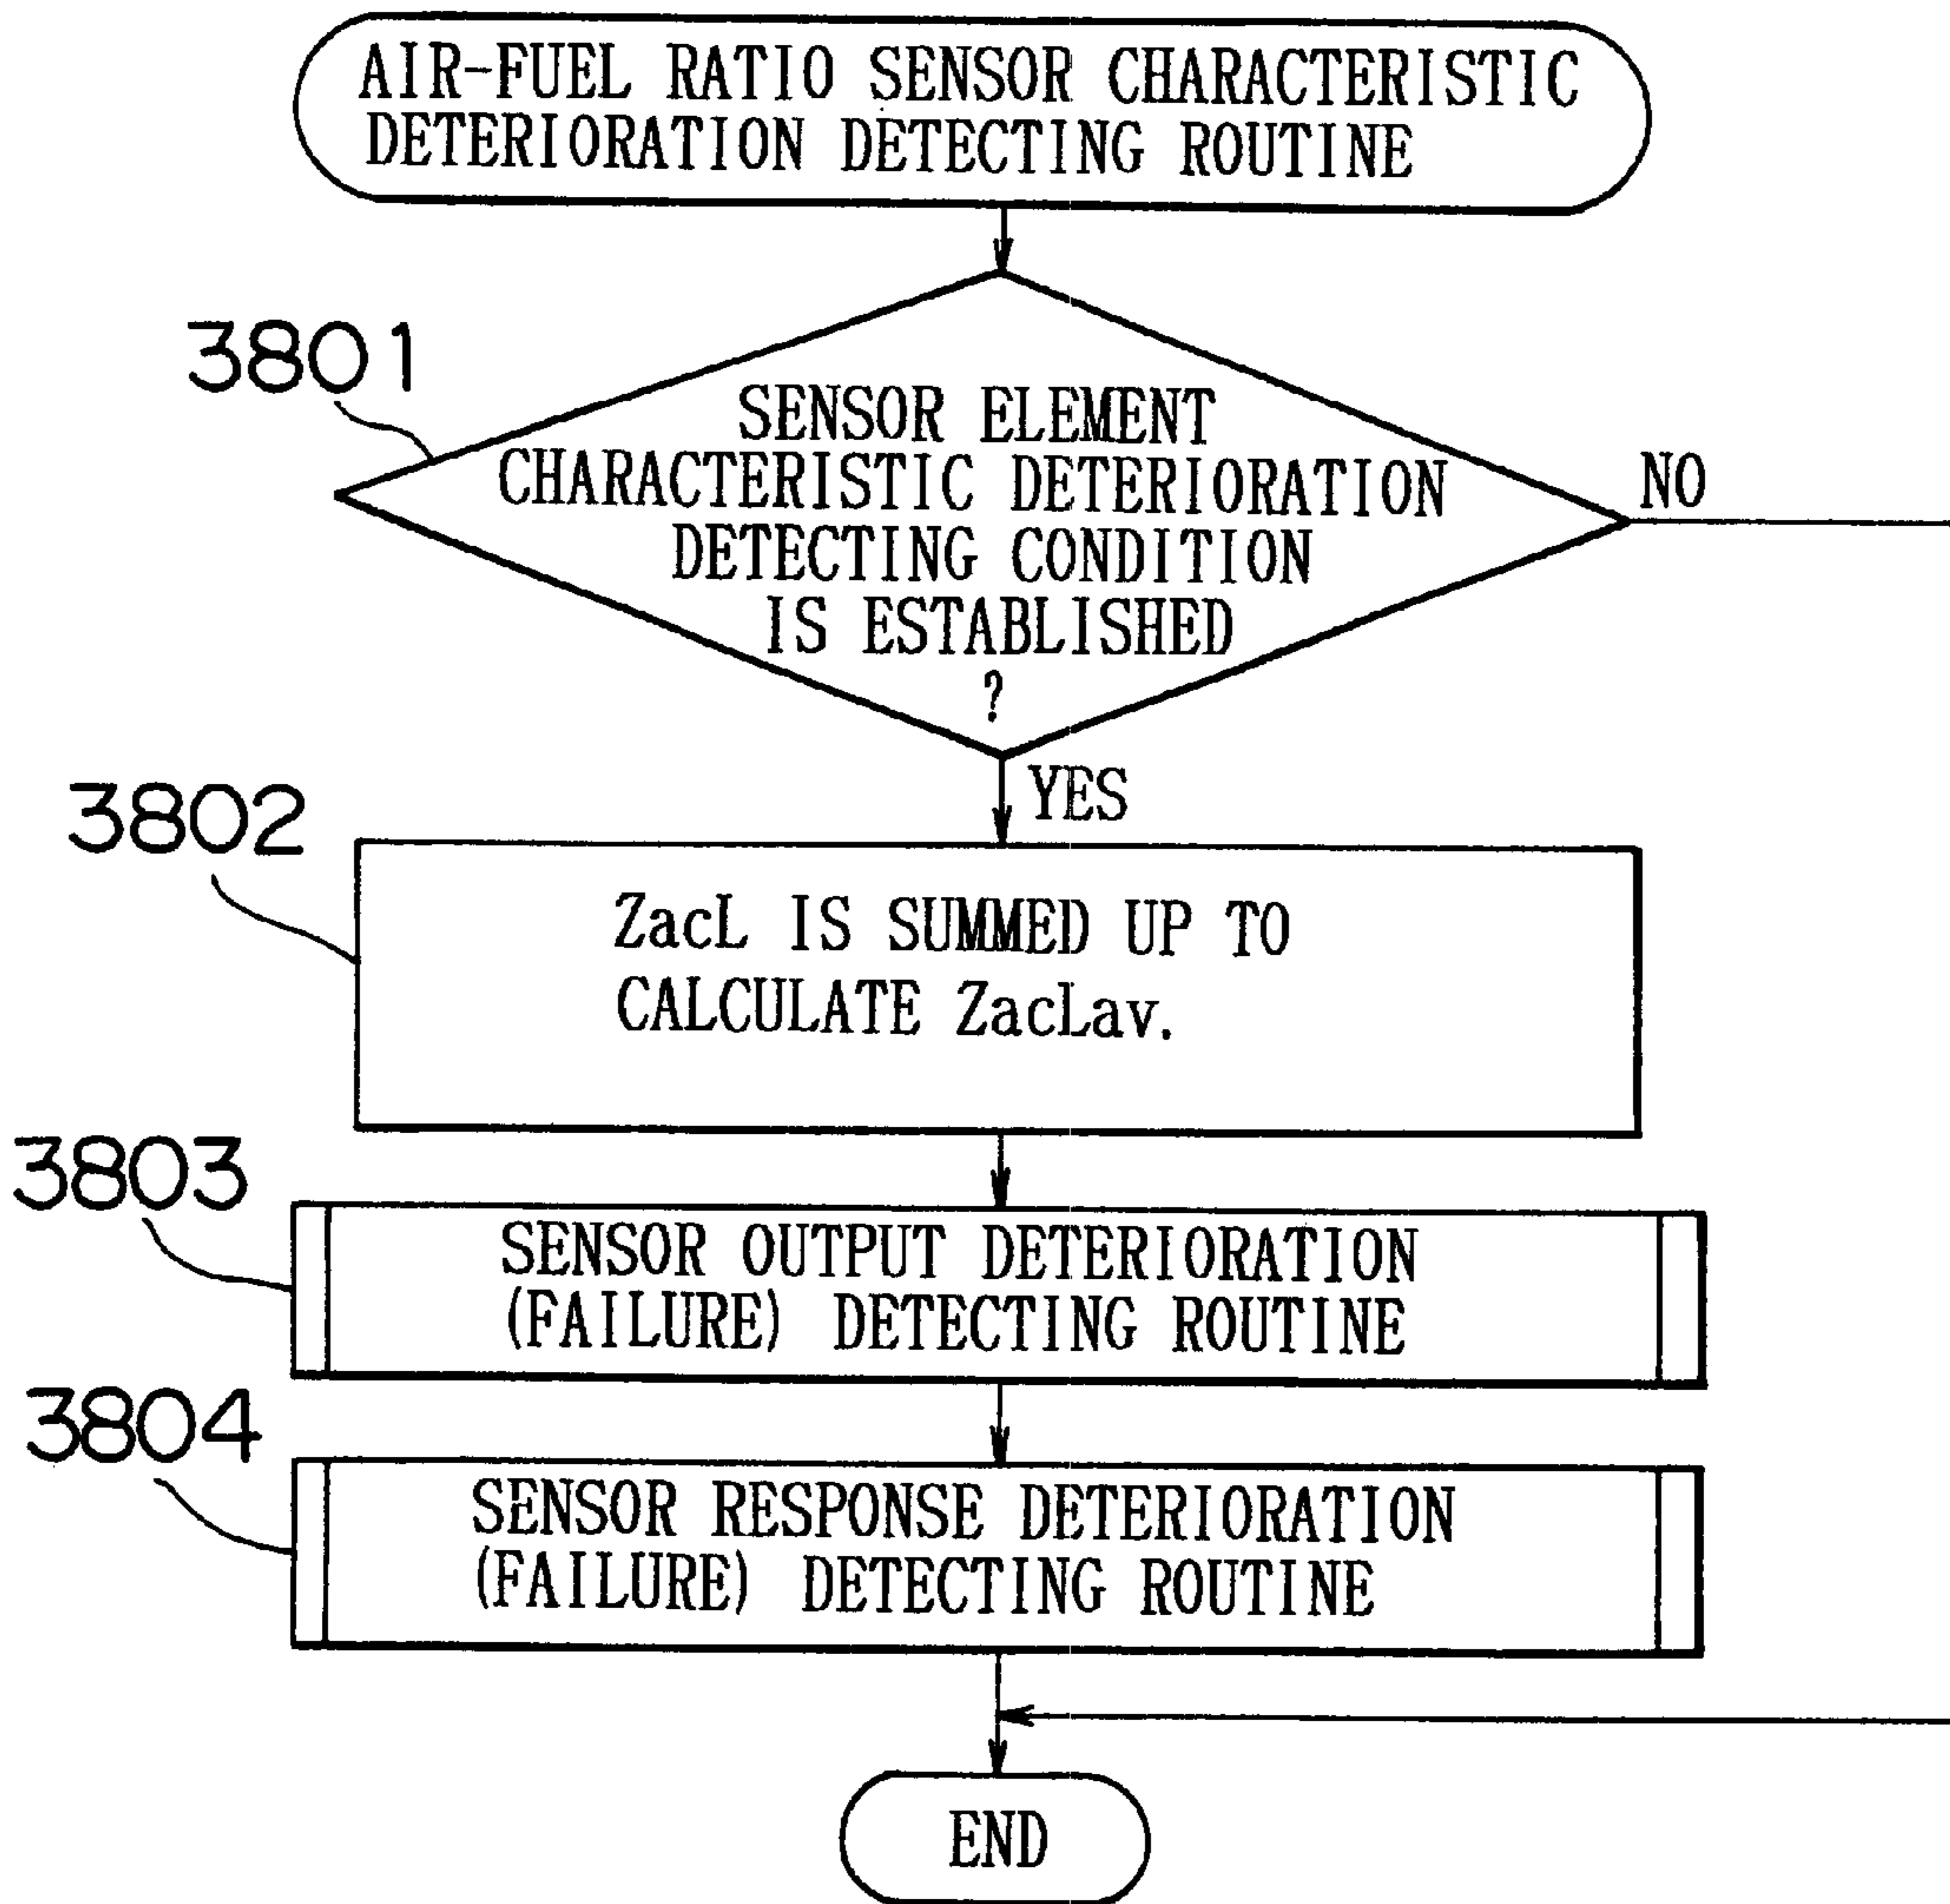 AIR-FUEL RATIO SENSOR CHARACTERISTIC
DETERIORATION DETECTING ROUTINE
3801
SENSOR ELEMENT
CHARACTERISTIC DETERIORATION
DETECTING CONDITION
IS ESTABLISHED
?
NO
YES
3802
ZacL IS SUMMED UP TO
CALCULATE ZacLav.
3803
SENSOR OUTPUT DETERIORATION
(FAILURE) DETECTING ROUTINE
3804
SENSOR RESPONSE DETERIORATION
(FAILURE) DETECTING ROUTINE
END